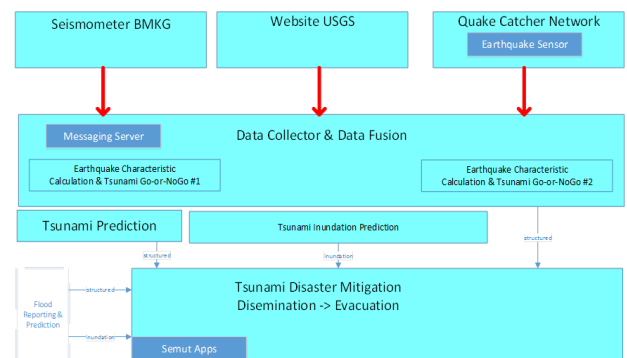 Seismometer BMKG
Website USGS
Quake Catcher Network
Earthquake Sensor
Data Collector & Data Fusion
Messaging Server
Earthquake Characteristic
Calculation & Tsunami Go-or-NoGo #1
Earthquake Characteristic
Calculation & Tsunami Go-or-NoGo #2
Tsunami Prediction
Tsunami Inundation Prediction
structured
inundation
structured
Flood
Reporting &
Prediction
structured
inundation
Tsunami Disaster Mitigation
Disemination -> Evacuation
Semut Apps